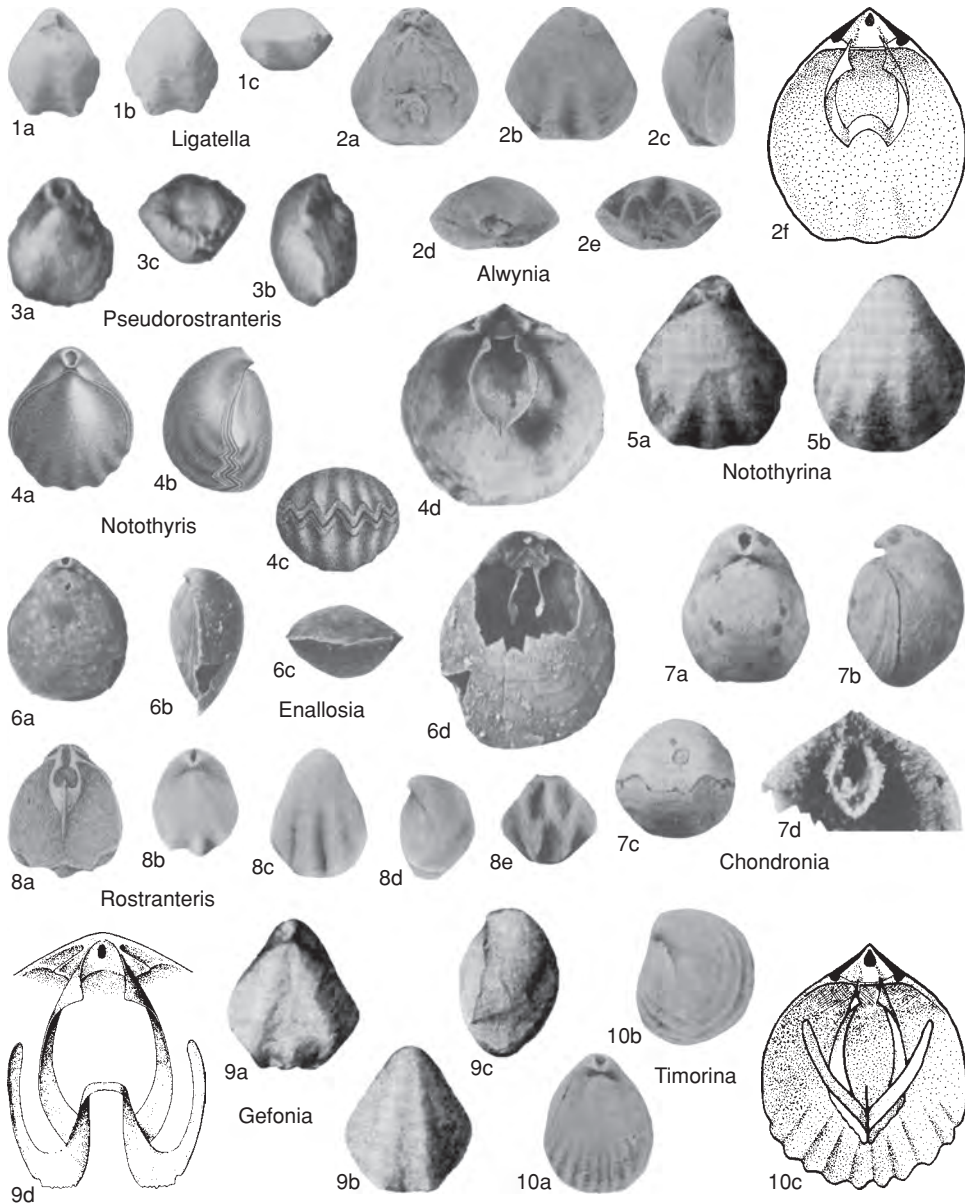 1a
1b
1c
Ligatella
2a
2b
2c
2d
2e
2f
Alwynia
3a
3c
3b
Pseudorostranteris
4a
4b
4c
4d
Notothyris
5a
5b
Notothyrina
6a
6b
6c
6d
Enallosia
7a
7b
7c
7d
Chondronia
8a
8b
8c
8d
8e
Rostranteris
9d
9a
9b
9c
Gefonia
10b
Timorina
10a
10c